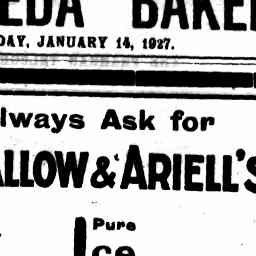 EDA BAKE
DAY, JANUARY 14, 1927.
lways Ask for
ALLOW & ARIELL'S
Pure
Ice